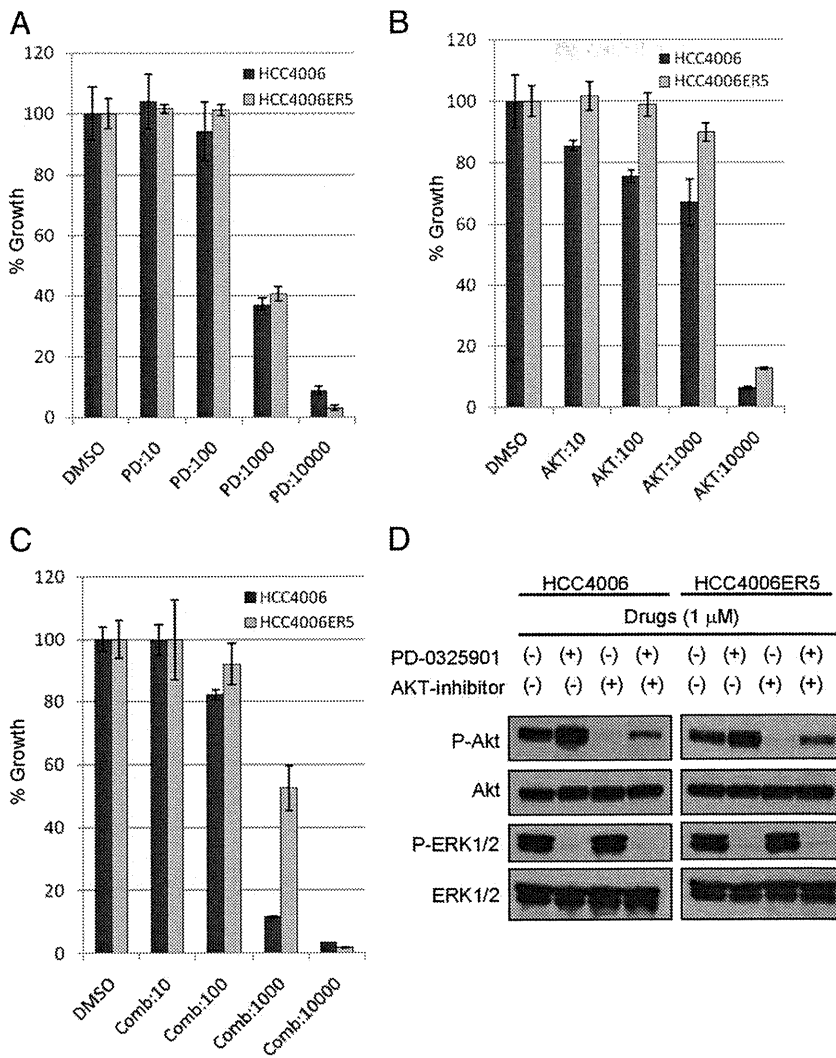 A
120
100
80
60
40
20
0
% Growth
HCC4006
HCC4006ER5
DMSO
PD:10
PD:100
PD:1000
PD:10000
B
120
100
80
60
40
20
0
% Growth
HCC4006
HCC4006ER5
DMSO
AKT:10
AKT:100
AKT:1000
AKT:10000
C
120
100
80
60
40
20
0
% Growth
HCC4006
HCC4006ER5
DMSO
Comb:10
Comb:100
Comb:1000
Comb:10000
D
HCC4006 HCC4006ER5
Drugs (1 μM)
PD-0325901 (-) (+) (-) (+) (-) (+) (-) (+)
AKT-inhibitor (-) (-) (+) (+) (-) (-) (+) (+)
P-Akt
Akt
P-ERK1/2
ERK1/2